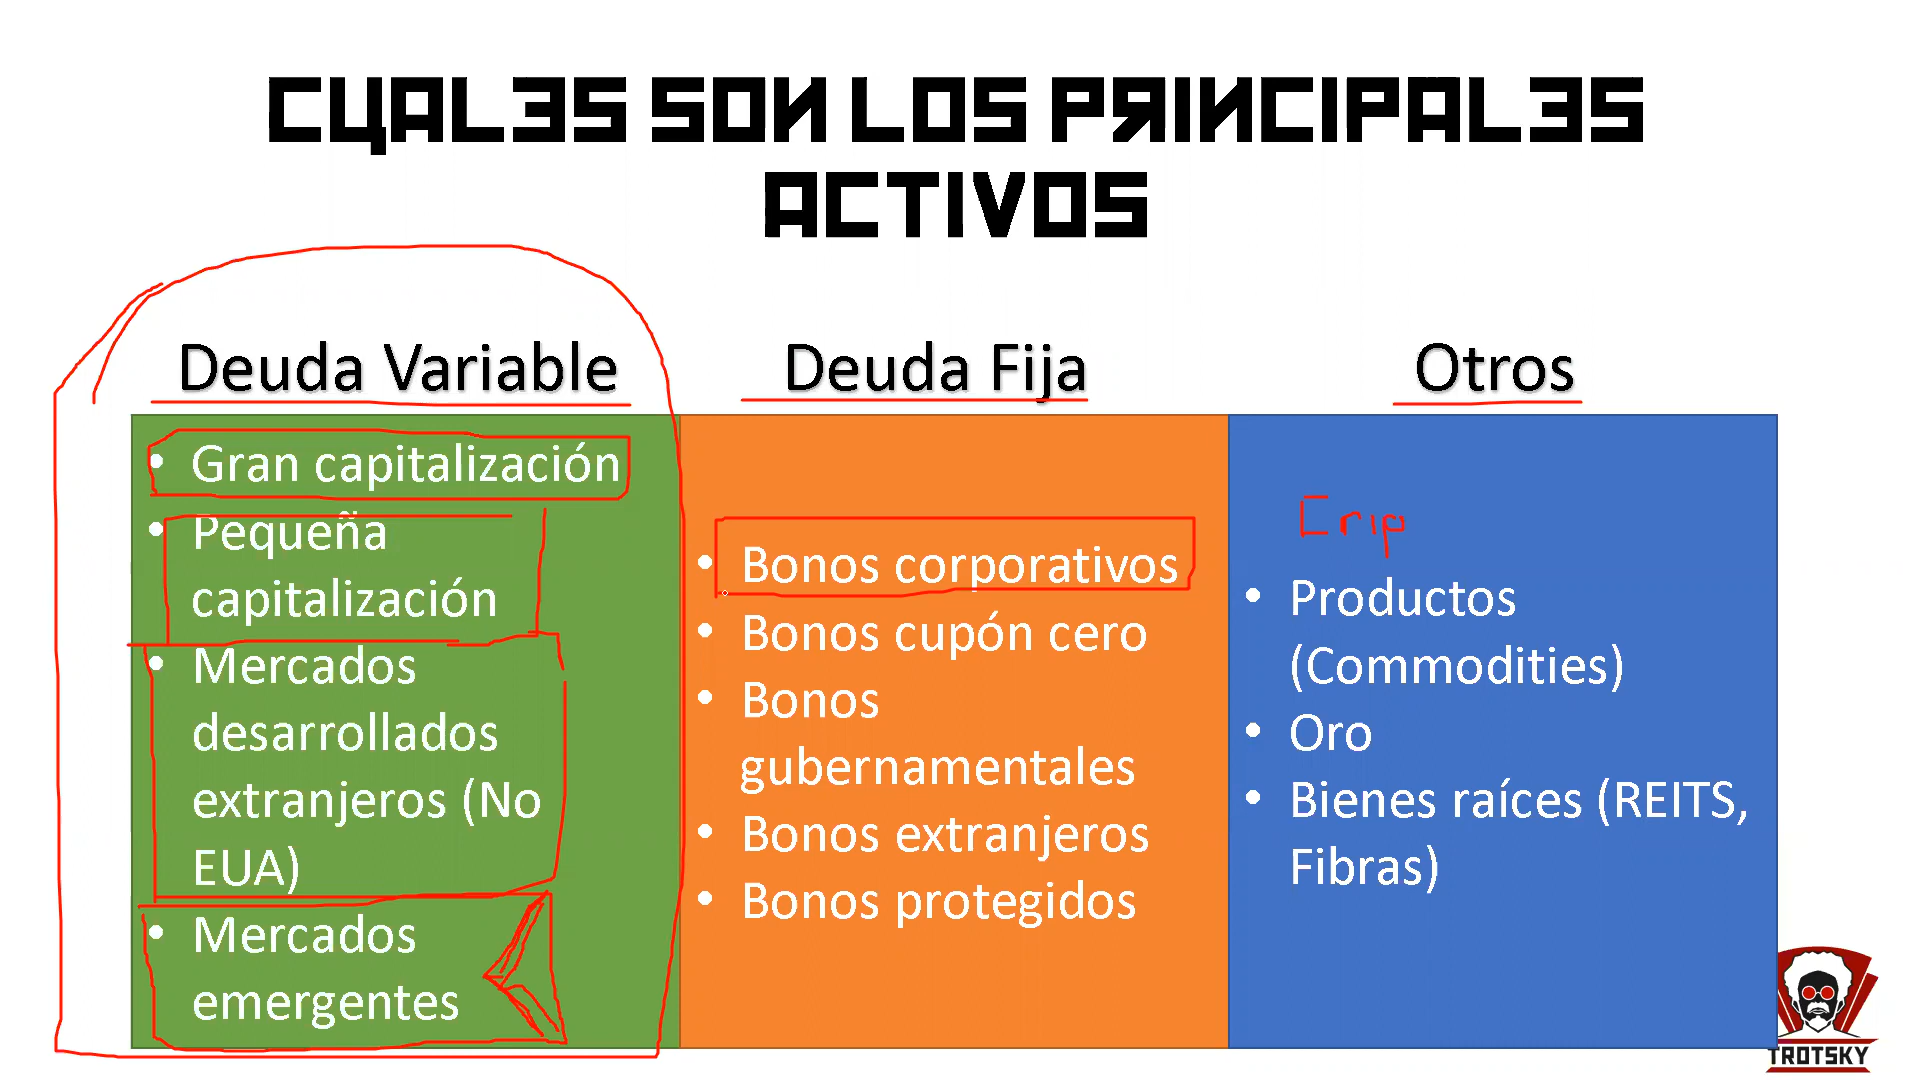 CUALES SON LOS PRINCIPALES
ACTIVOS
Deuda Variable
• Gran capitalización
• Pequeña
capitalización
• Mercados
desarrollados
extranjeros (No
EUA)
• Mercados
emergentes
Deuda Fija
• Bonos corporativos
• Bonos cupón cero
• Bonos
gubernamentales
• Bonos extranjeros
• Bonos protegidos
Otros
Crip
• Productos
(Commodities)
• Oro
• Bienes raíces (REITS,
Fibras)
TROTSKY